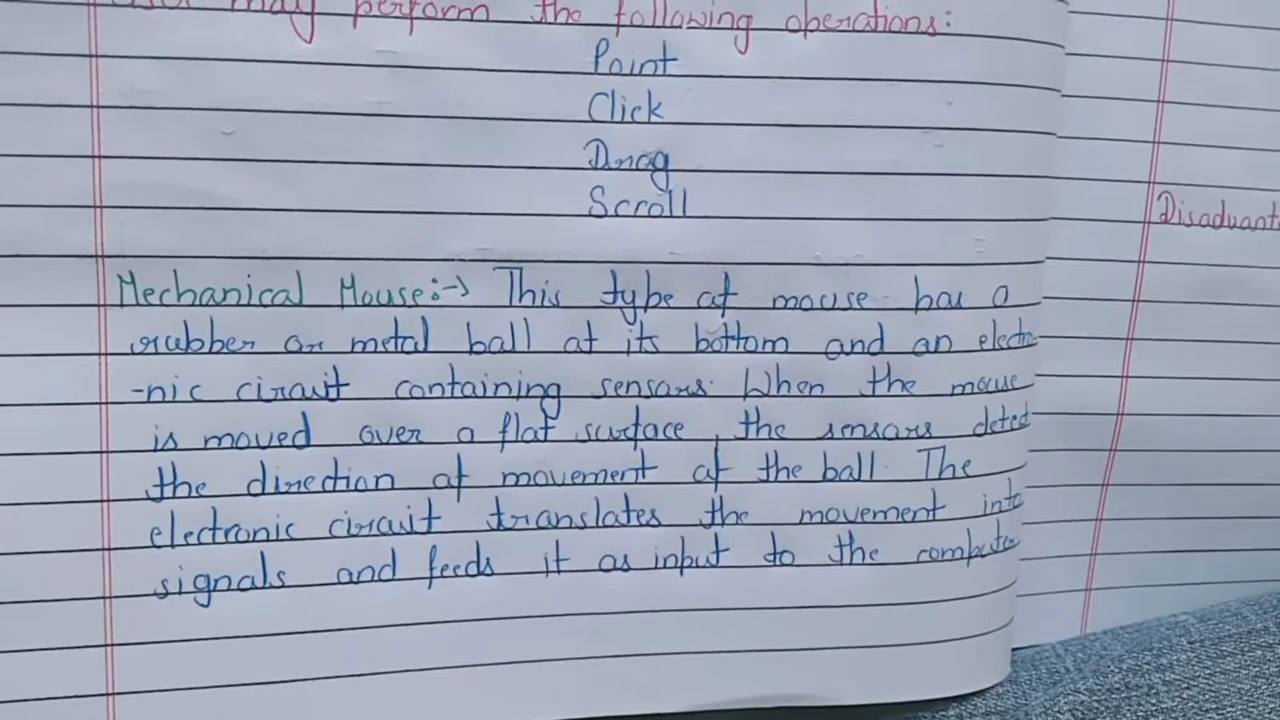 may perform the following operations:
Point
Click
Drag
Scroll
Disadvant
Mechanical Mouse:-> This type of mouse has a
rubber or metal ball at its bottom and an electro
-nic circuit containing sensors. When the mouse
is moved over a flat surface, the sensors detect
the direction of movement of the ball. The
electronic circuit translates the movement into
signals and feeds it as input to the computer